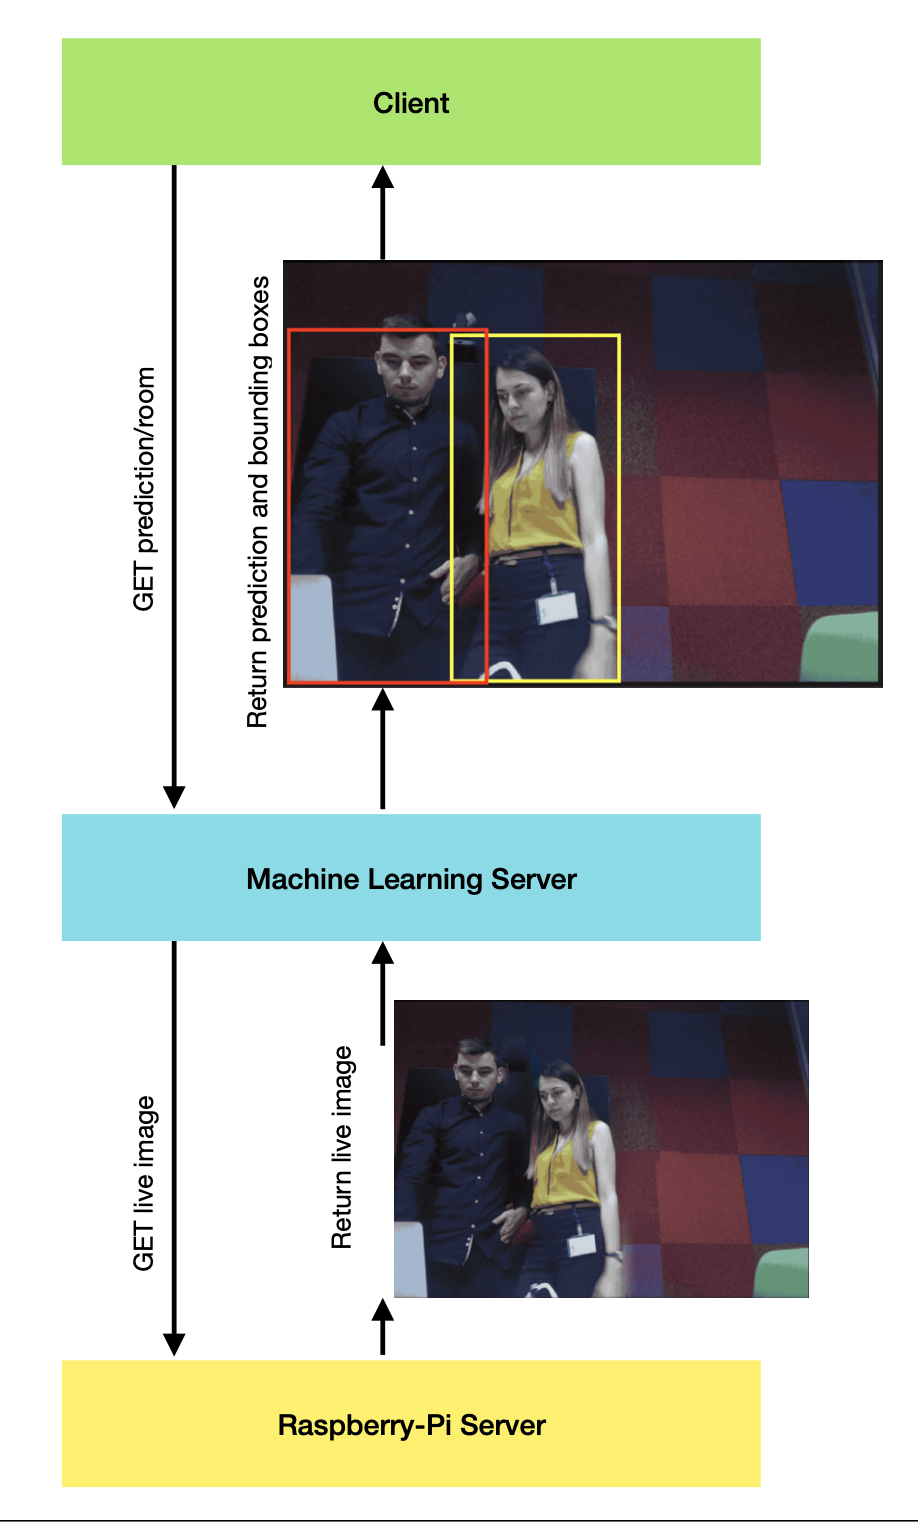 Client
GET prediction/room
Return prediction and bounding boxes
Machine Learning Server
GET live image
Return live image
Raspberry-Pi Server